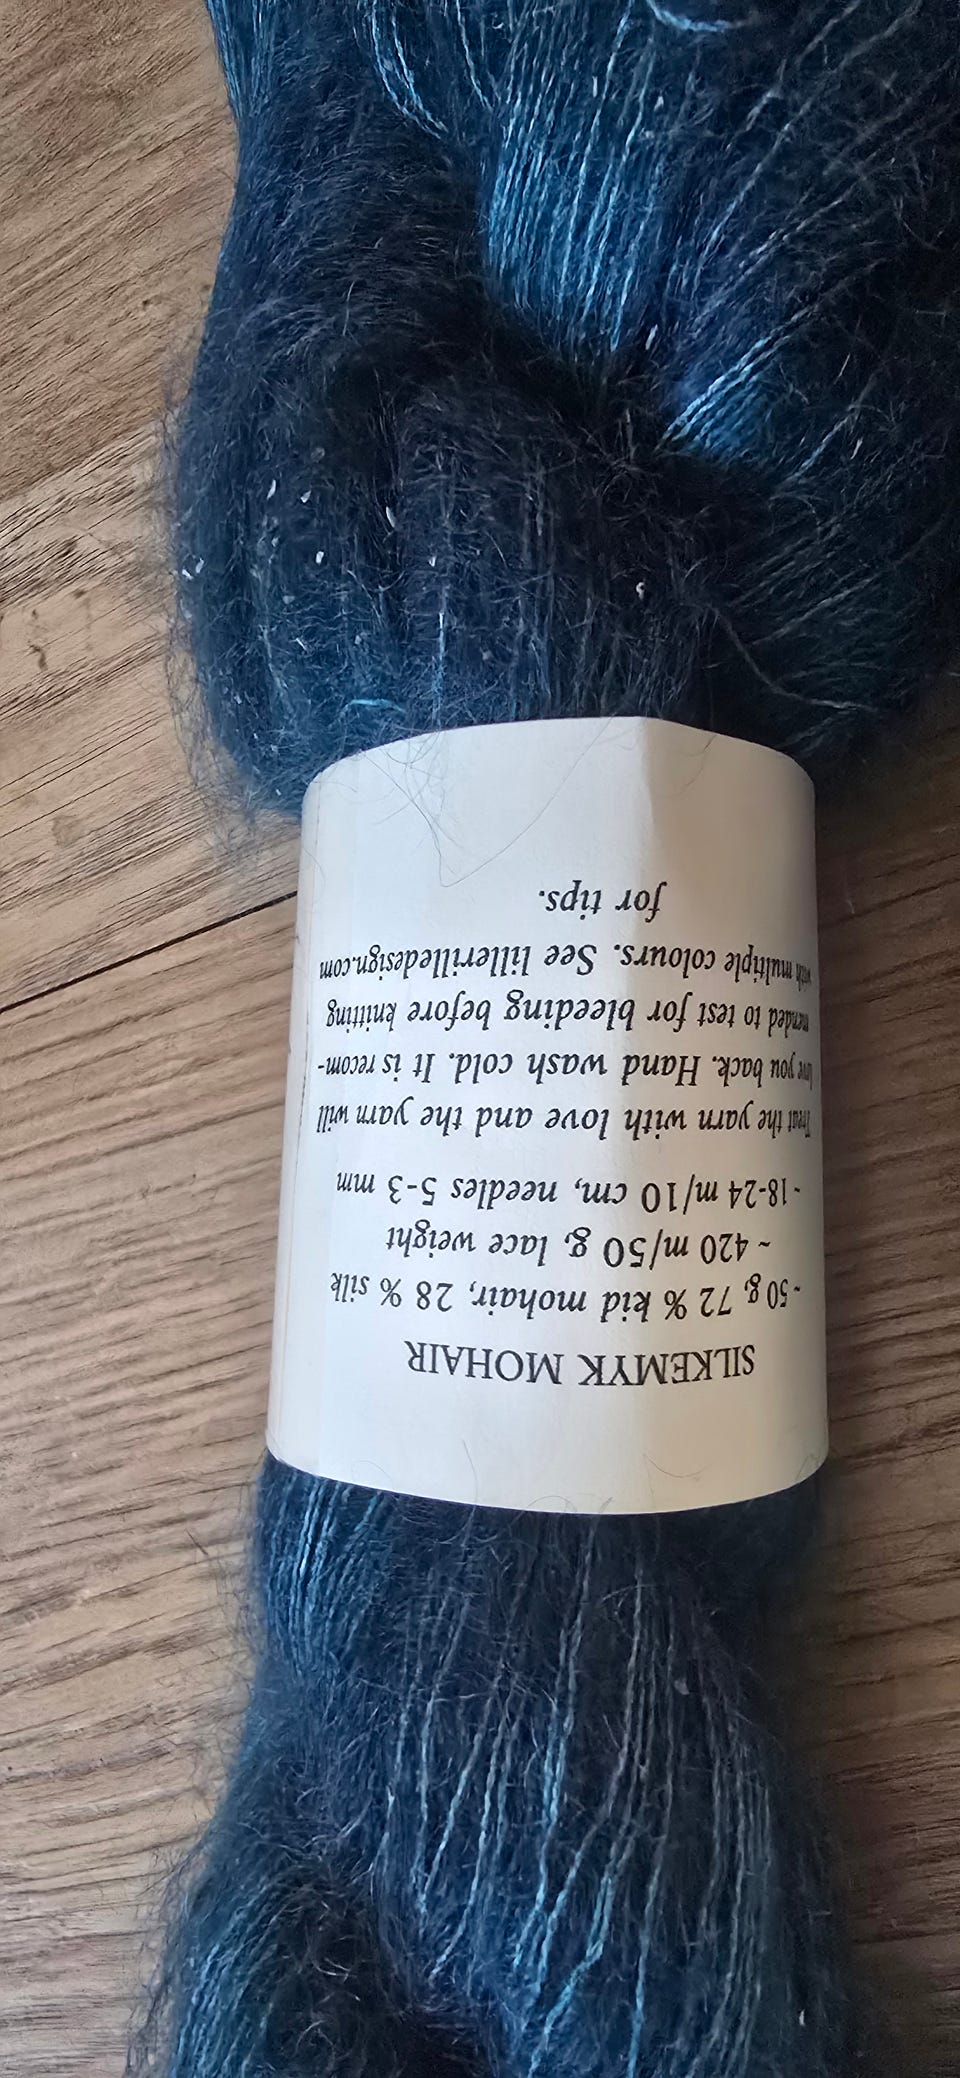 SILKEMYK MOHAIR
~ 50 g, 72 % kid mohair, 28 % silk
~ 420 m/50 g, lace weight
~ 18-24 m/10 cm, needles 5-3 mm
Treat the yarn with love and the yarn will
love you back. Hand wash cold. It is recom-
mended to test for bleeding before knitting
with multiple colours. See lillerilledesign.com
for tips.